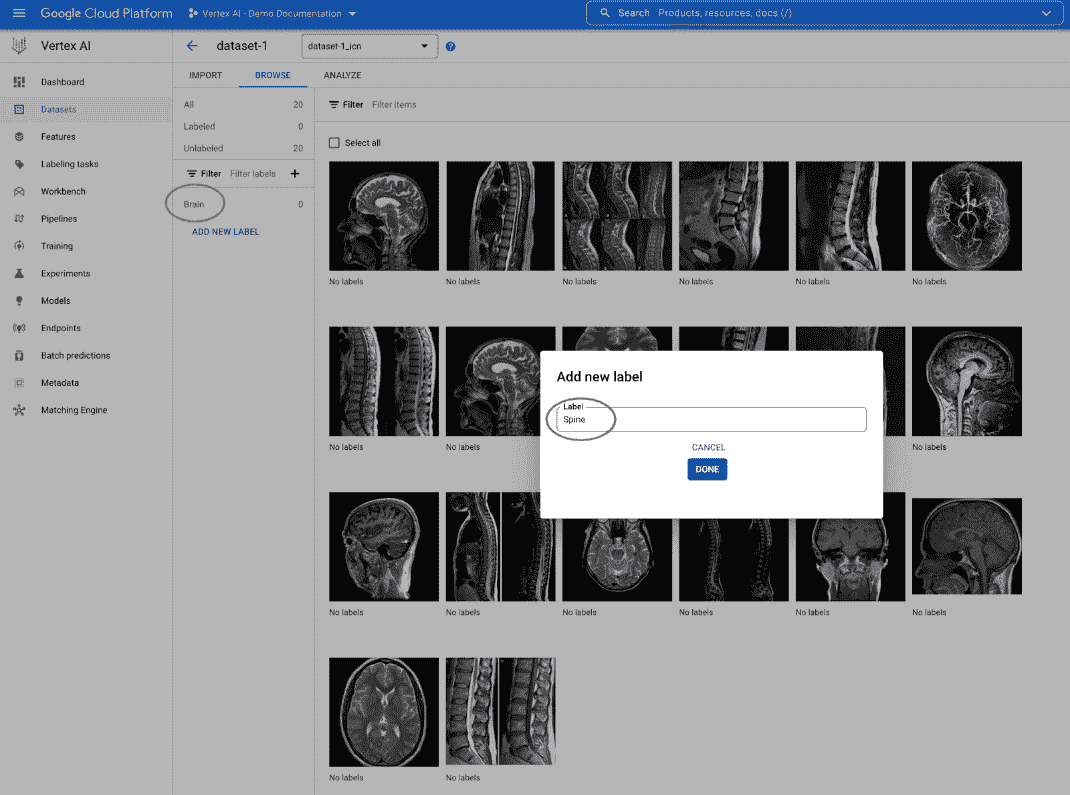 Google Cloud Platform
Vertex AI - Demo Documentation
Search Products, resources, docs (/)
Vertex AI
dataset-1
dataset-1_icn
?
Dashboard
Datasets
Features
Labeling tasks
Workbench
Pipelines
Training
Experiments
Models
Endpoints
Batch predictions
Metadata
Matching Engine
IMPORT BROWSE ANALYZE
All 20
Labeled 0
Unlabeled 20
Filter Filter labels +
Brain 0
ADD NEW LABEL
Filter Filter items
Select all
No labels No labels No labels No labels No labels No labels
No labels No labels
Add new label
Label
Spine
CANCEL
DONE
No labels No labels No labels No labels No labels No labels
No labels No labels